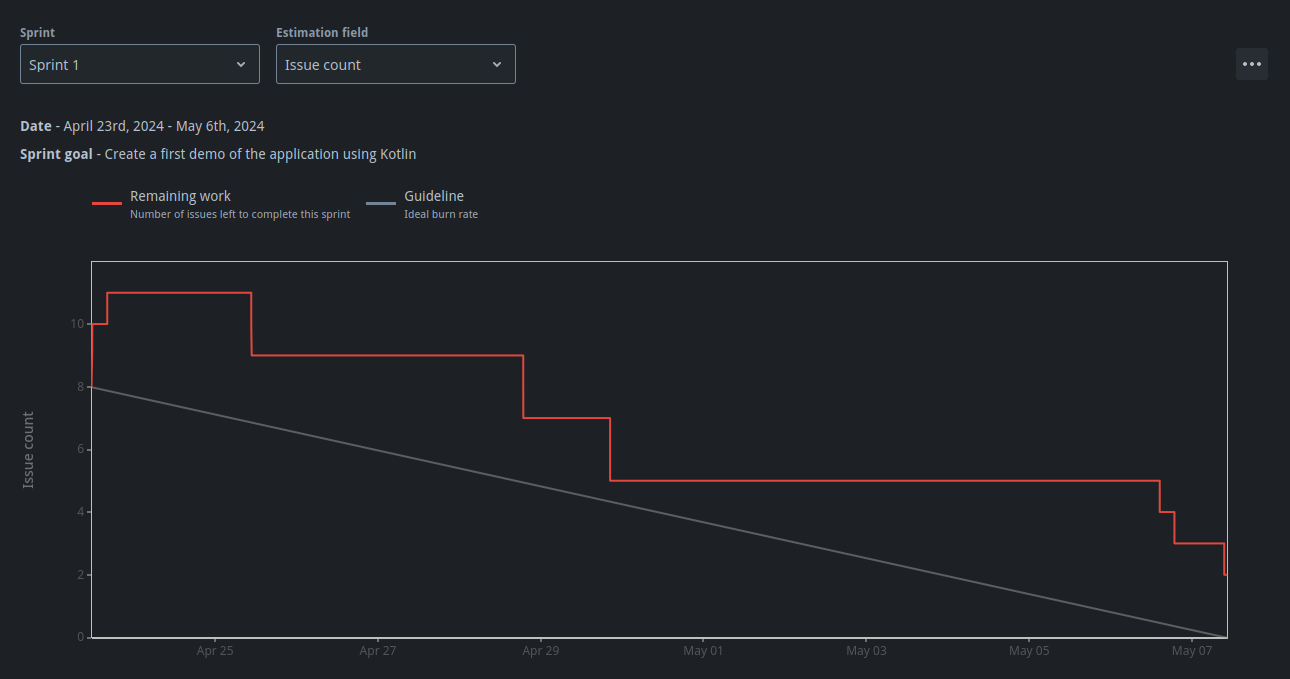 Sprint
Estimation field
Sprint 1
Issue count
Date - April 23rd, 2024 - May 6th, 2024
Sprint goal - Create a first demo of the application using Kotlin
Remaining work
Number of issues left to complete this sprint
Guideline
Ideal burn rate
Issue count
10
8
6
4
2
0
Apr 25
Apr 27
Apr 29
May 01
May 03
May 05
May 07